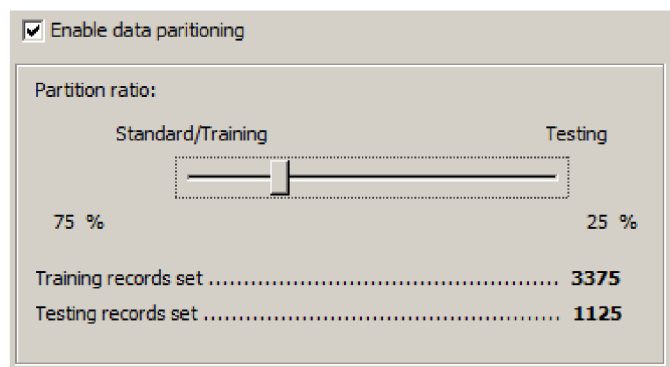 Enable data paritioning
Partition ratio:
Standard/Training Testing
75 % 25 %
Training records set .................................................. 3375
Testing records set ................................................... 1125